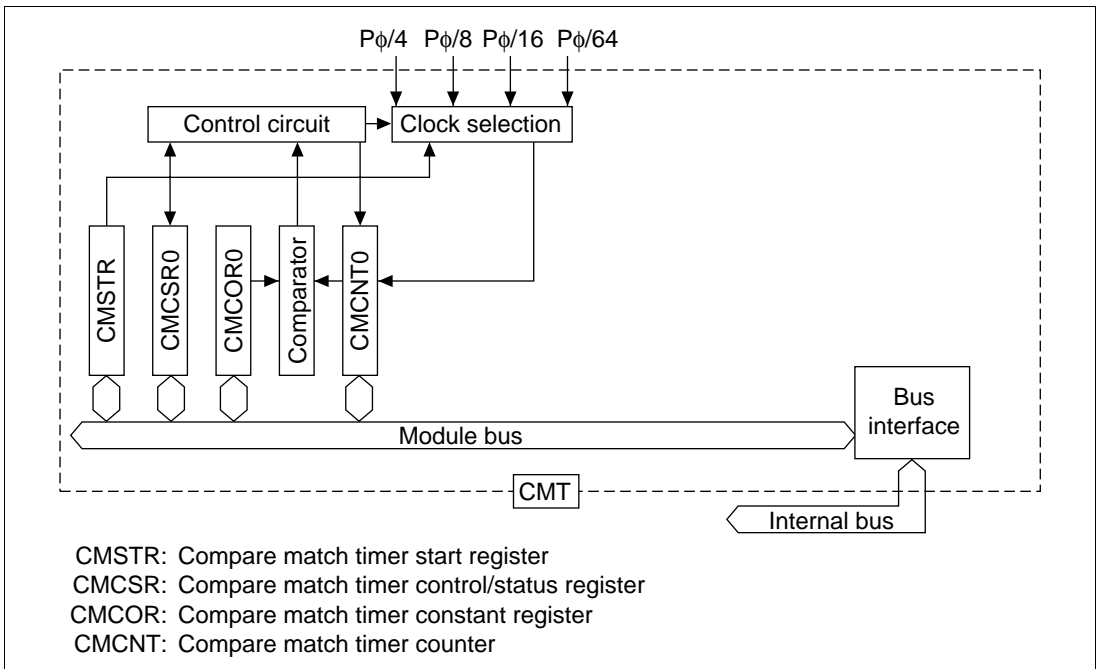 Pϕ/4 Pϕ/8 Pϕ/16 Pϕ/64
Control circuit
Clock selection
CMSTR
CMCSR0
CMCOR0
Comparator
CMCNT0
Module bus
Bus
interface
CMT
Internal bus
CMSTR: Compare match timer start register
CMCSR: Compare match timer control/status register
CMCOR: Compare match timer constant register
CMCNT: Compare match timer counter